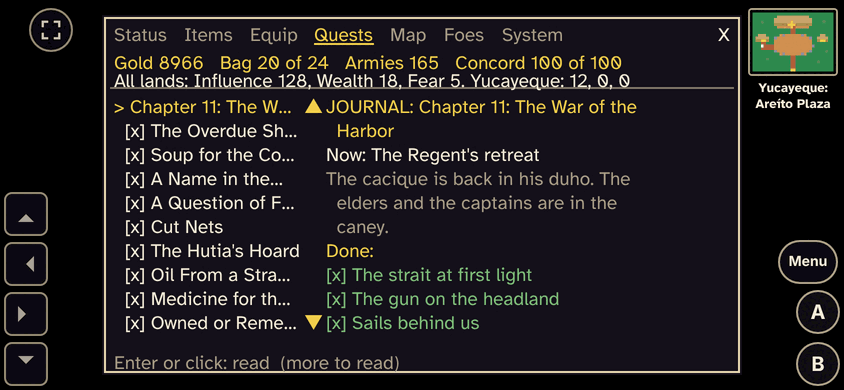 Status Items Equip Quests Map Foes System X
Gold 8966 Bag 20 of 24 Armies 165 Concord 100 of 100
All lands: Influence 128, Wealth 18, Fear 5. Yucayeque: 12, 0, 0
> Chapter 11: The W...
[x] The Overdue Sh...
[x] Soup for the Co...
[x] A Name in the...
[x] A Question of F...
[x] Cut Nets
[x] The Hutia's Hoard
[x] Oil From a Stra...
[x] Medicine for th...
[x] Owned or Reme...
JOURNAL: Chapter 11: The War of the
Harbor
Now: The Regent's retreat
The cacique is back in his duho. The
elders and the captains are in the
caney.
Done:
[x] The strait at first light
[x] The gun on the headland
[x] Sails behind us
Enter or click: read (more to read)
Yucayeque:
Areíto Plaza
Menu
A
B